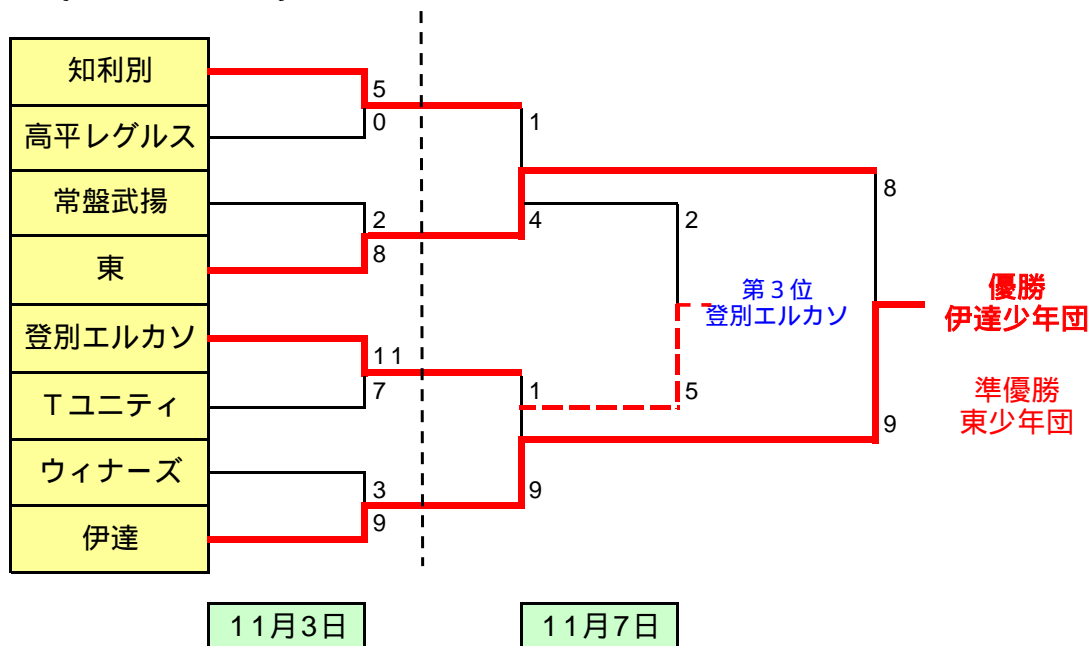 知利別
高平レグルス
常盤武揚
東
登別エルカソ
Tユニティ
ウィナーズ
伊達
5
0
2
8
11
7
3
9
1
4
1
9
2
5
第3位
登別エルカソ
8
9
優勝
伊達少年団
準優勝
東少年団
11月3日
11月7日